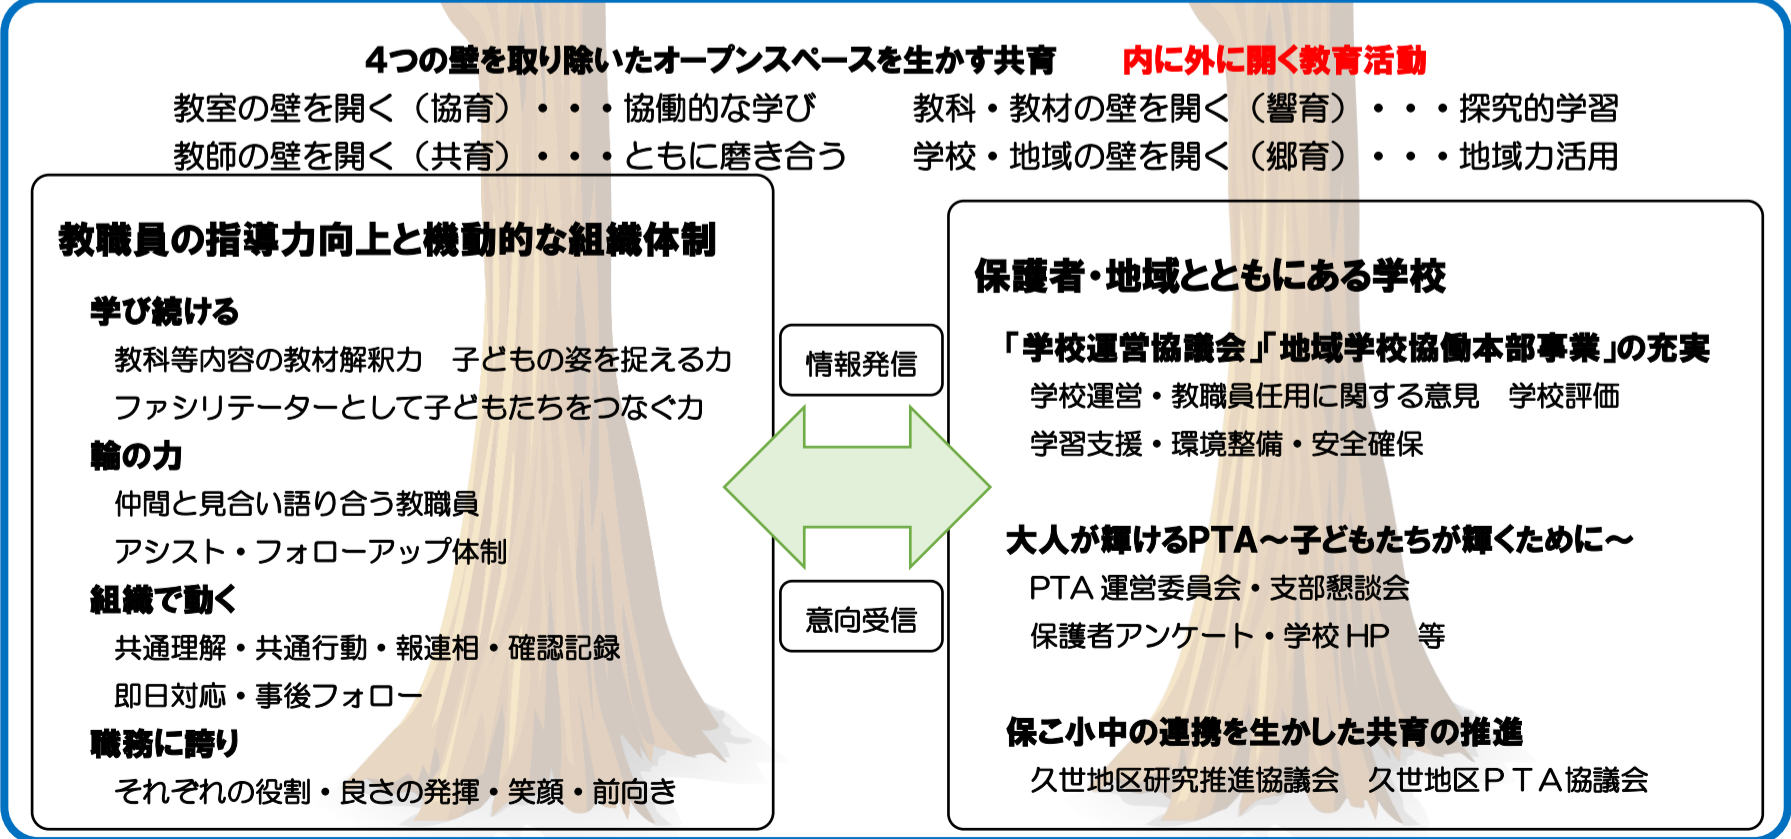 4つの壁を取り除いたオープンスペースを生かす共育　内に外に開く教育活動
教室の壁を開く（協育）・・・協働的な学び　教科・教材の壁を開く（響育）・・・探究的学習
教師の壁を開く（共育）・・・ともに磨き合う　学校・地域の壁を開く（郷育）・・・地域力活用
教職員の指導力向上と機動的な組織体制
学び続ける
教科等内容の教材解釈力　子どもの姿を捉える力
ファシリテーターとして子どもたちをつなぐ力
輪の力
仲間と見合い語り合う教職員
アシスト・フォローアップ体制
組織で動く
共通理解・共通行動・報連相・確認記録
即日対応・事後フォロー
職務に誇り
それぞれの役割・良さの発揮・笑顔・前向き
情報発信
意向受信
保護者・地域とともにある学校
「学校運営協議会」「地域学校協働本部事業」の充実
学校運営・教職員任用に関する意見　学校評価
学習支援・環境整備・安全確保
大人が輝けるPTA～子どもたちが輝くために～
PTA 運営委員会・支部懇談会
保護者アンケート・学校 HP　等
保こ小中の連携を生かした共育の推進
久世地区研究推進協議会　久世地区ＰＴＡ協議会